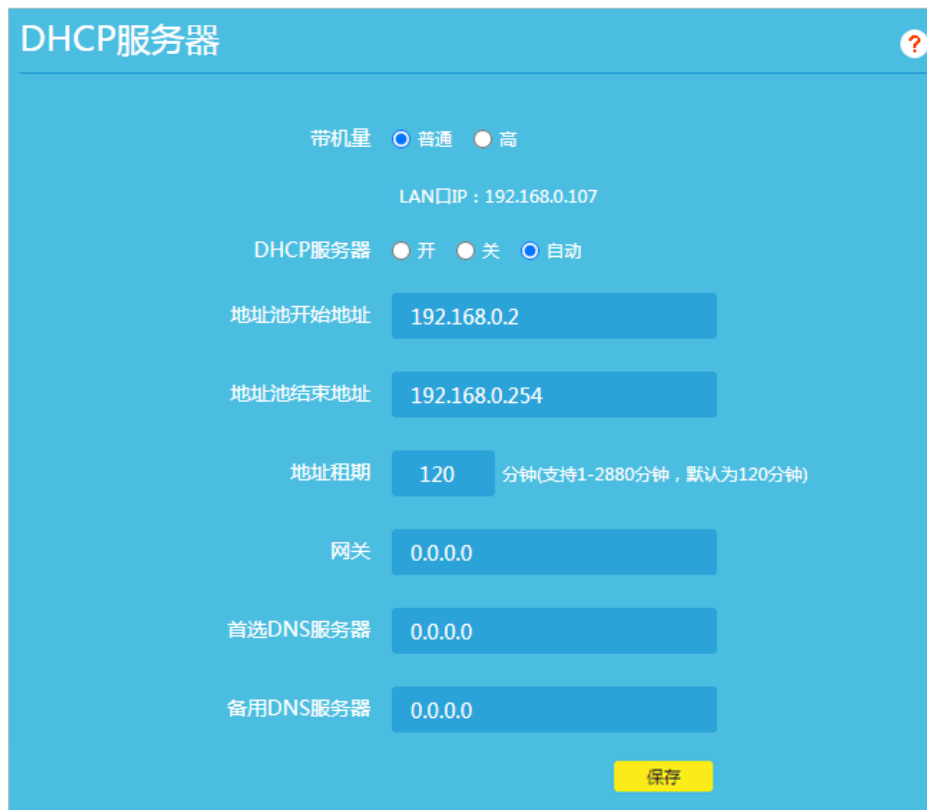 DHCP服务器
?
带机量 普通 高
LAN口IP：192.168.0.107
DHCP服务器 开 关 自动
地址池开始地址 192.168.0.2
地址池结束地址 192.168.0.254
地址租期 120 分钟(支持1-2880分钟，默认为120分钟)
网关 0.0.0.0
首选DNS服务器 0.0.0.0
备用DNS服务器 0.0.0.0
保存